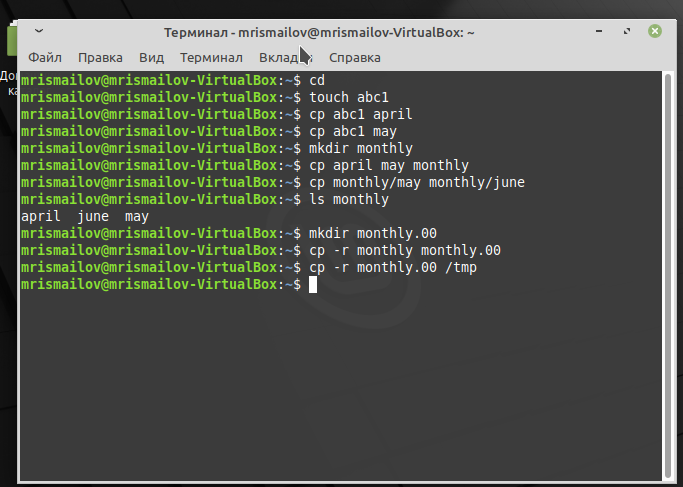 Терминал - mrismailov@mrismailov-VirtualBox: ~
Файл Правка Вид Терминал Вкладки Справка
mrismailov@mrismailov-VirtualBox:~$ cd
mrismailov@mrismailov-VirtualBox:~$ touch abc1
mrismailov@mrismailov-VirtualBox:~$ cp abc1 april
mrismailov@mrismailov-VirtualBox:~$ cp abc1 may
mrismailov@mrismailov-VirtualBox:~$ mkdir monthly
mrismailov@mrismailov-VirtualBox:~$ cp april may monthly
mrismailov@mrismailov-VirtualBox:~$ cp monthly/may monthly/june
mrismailov@mrismailov-VirtualBox:~$ ls monthly
april june may
mrismailov@mrismailov-VirtualBox:~$ mkdir monthly.00
mrismailov@mrismailov-VirtualBox:~$ cp -r monthly monthly.00
mrismailov@mrismailov-VirtualBox:~$ cp -r monthly.00 /tmp
mrismailov@mrismailov-VirtualBox:~$